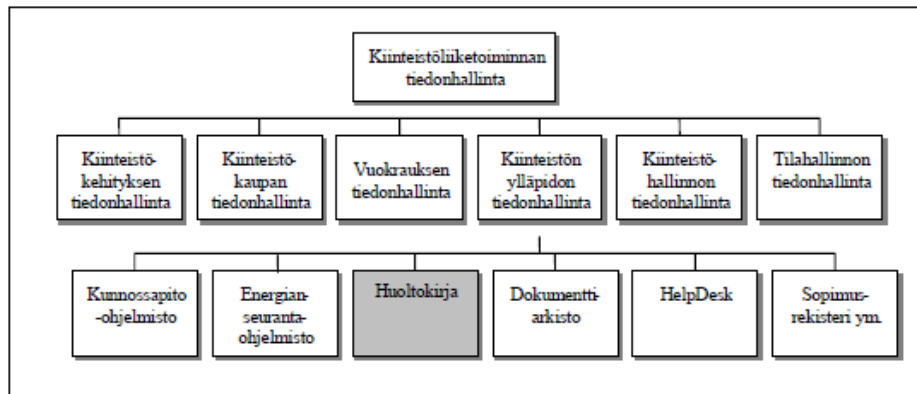 Kiinteistöliiketoiminnan
tiedonhallinta
Kiinteistö-
kehityksen
tiedonhallinta
Kiinteistö-
kaupan
tiedonhallinta
Vuokrauksen
tiedonhallinta
Kiinteistön
ylläpidon
tiedonhallinta
Kiinteistö-
hallinnon
tiedonhallinta
Tilahallinnon
tiedonhallinta
Kunnossapito
-ohjelmisto
Energian-
seuranta-
ohjelmisto
Huoltokirja
Dokumentti-
arkisto
HelpDesk
Sopimus-
rekisteri ym.